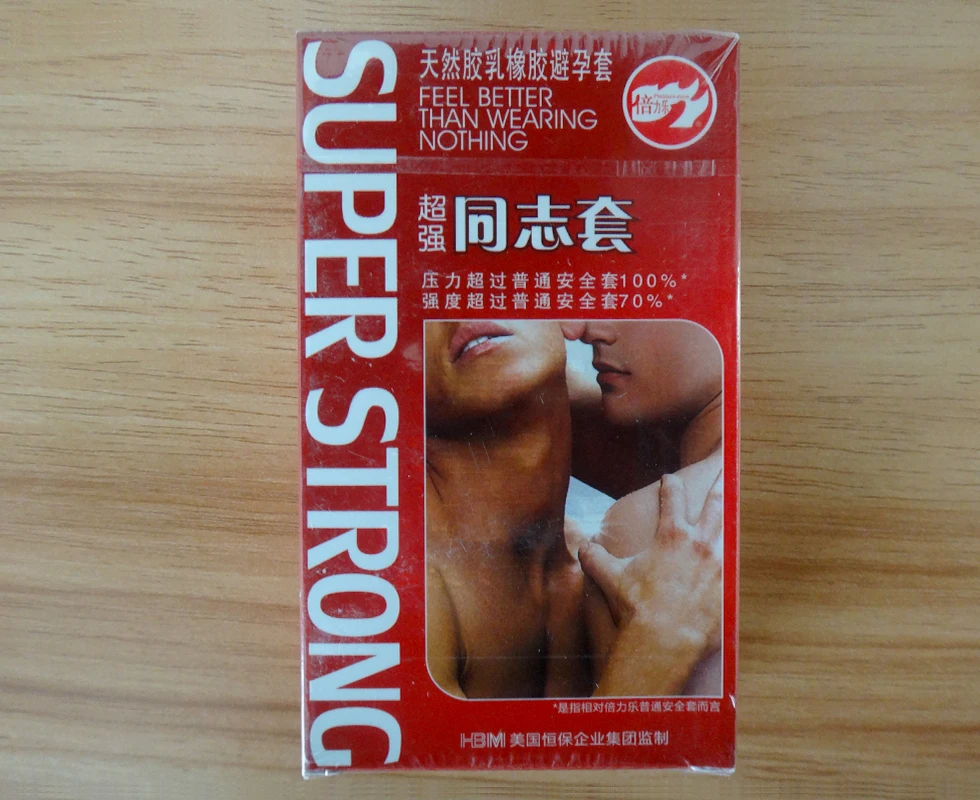 SUPER STRONG
天然胶乳橡胶避孕套
FEEL BETTER
THAN WEARING
NOTHING
倍力乐
超强
同志套
压力超过普通安全套100%*
强度超过普通安全套70%*
*是指相对倍力乐普通安全套而言
HBM 美国恒保企业集团监制